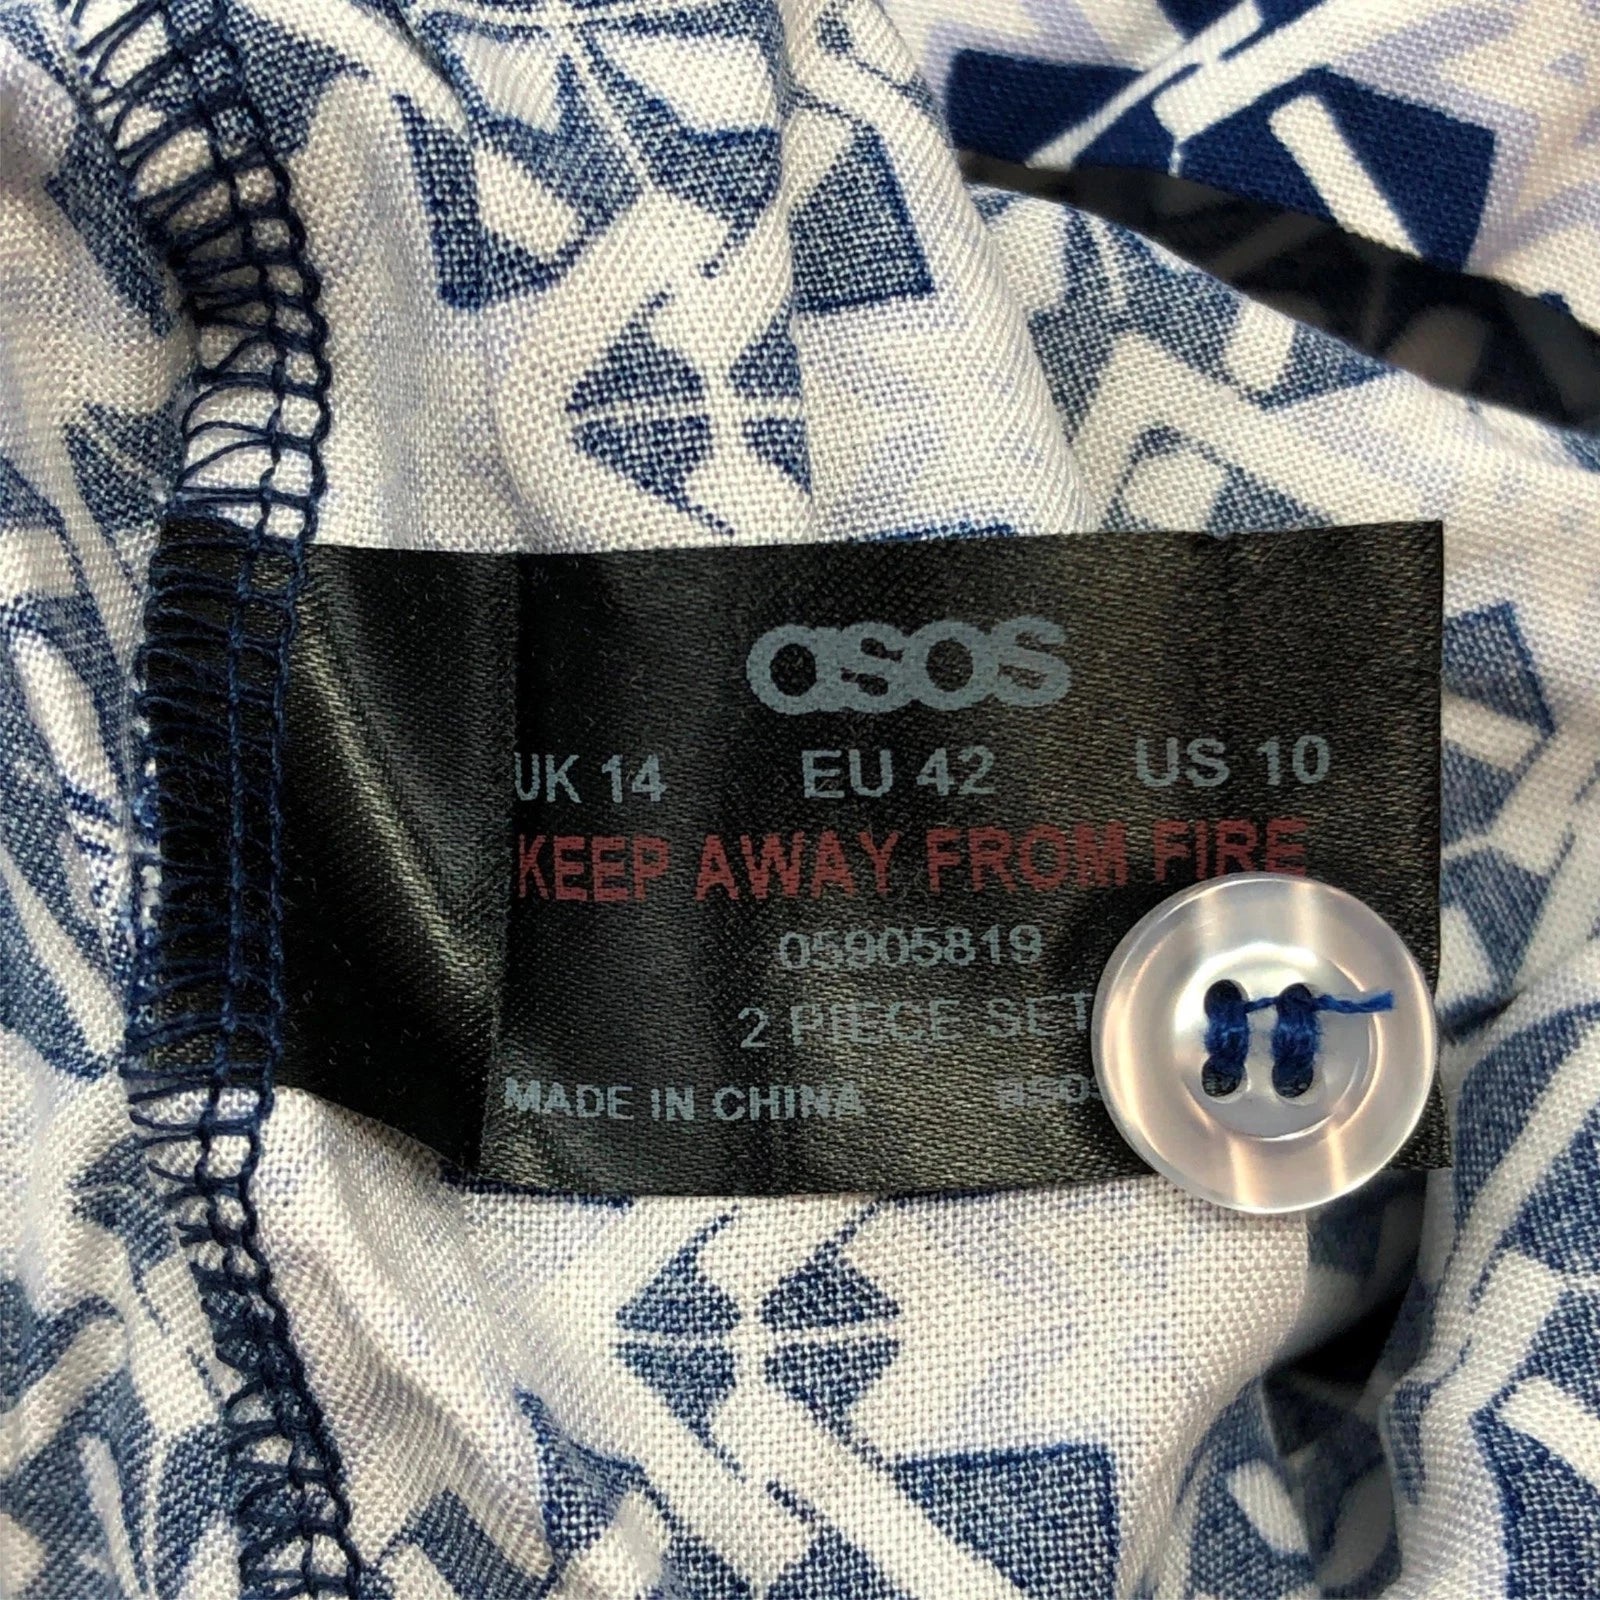 asos
UK 14 EU 42 US 10
KEEP AWAY FROM FIRE
05905819
2 PIECE SET
MADE IN CHINA